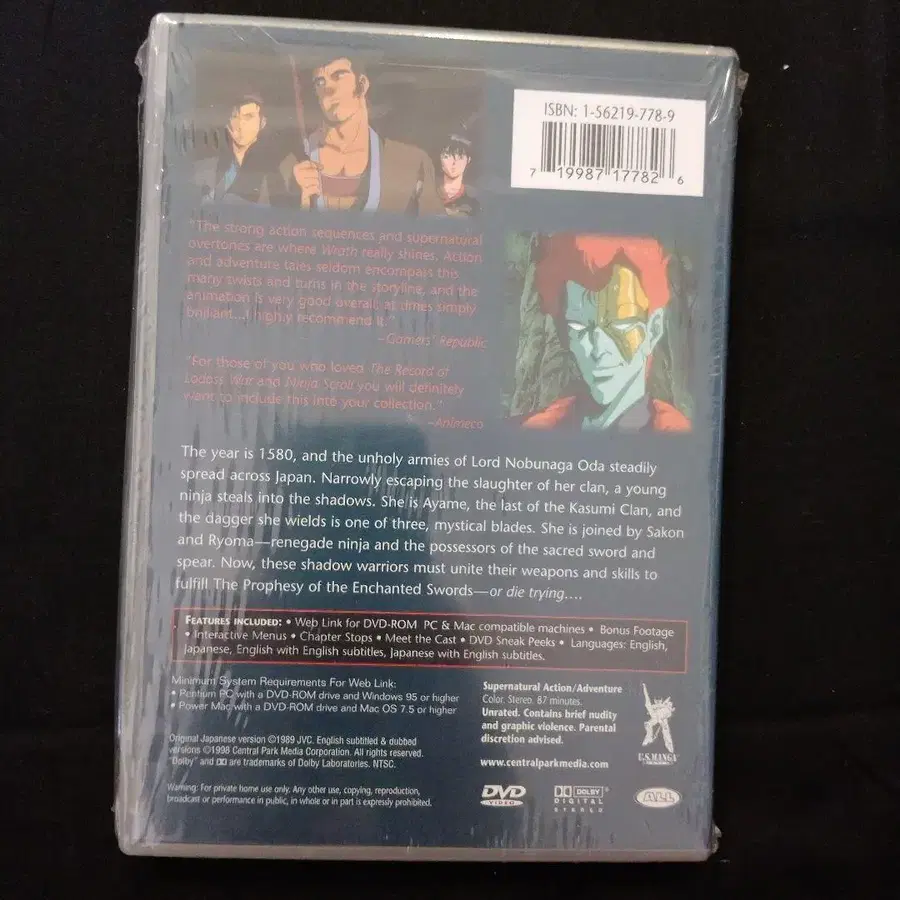 ISBN: 1-56219-778-9
7 19987 17782 6
"The strong action sequences and supernatural
overtones are where Wrath really shines. Action
and adventure tales seldom encompass this
many twists and turns in the storyline, and the
animation is very good overall, at times simply
brilliant...I highly recommend it."
–Gamers' Republic
"For those of you who loved The Record of
Lodoss War and Ninja Scroll you will definitely
want to include this into your collection."
–Animeco
The year is 1580, and the unholy armies of Lord Nobunaga Oda steadily
spread across Japan. Narrowly escaping the slaughter of her clan, a young
ninja steals into the shadows. She is Ayame, the last of the Kasumi Clan, and
the dagger she wields is one of three, mystical blades. She is joined by Sakon
and Ryoma—renegade ninja and the possessors of the sacred sword and
spear. Now, these shadow warriors must unite their weapons and skills to
fulfill The Prophesy of the Enchanted Swords—or die trying....
FEATURES INCLUDED: • Web Link for DVD-ROM PC & Mac compatible machines • Bonus Footage
• Interactive Menus • Chapter Stops • Meet the Cast • DVD Sneak Peeks • Languages: English,
Japanese, English with English subtitles, Japanese with English subtitles.
Minimum System Requirements For Web Link:
• Pentium PC with a DVD-ROM drive and Windows 95 or higher
• Power Mac with a DVD-ROM drive and Mac OS 7.5 or higher
Original Japanese version ©1989 JVC. English subtitled & dubbed
versions ©1998 Central Park Media Corporation. All rights reserved.
"Dolby" and are trademarks of Dolby Laboratories. NTSC.
Warning: For private home use only. Any other use, copying, reproduction,
broadcast or performance in public, in whole or in part is expressly prohibited.
Supernatural Action/Adventure
Color. Stereo. 87 minutes.
Unrated. Contains brief nudity
and graphic violence. Parental
discretion advised.
www.centralparkmedia.com
U.S. MANGA
DVD
VIDEO
DOLBY
DIGITAL
STEREO
ALL